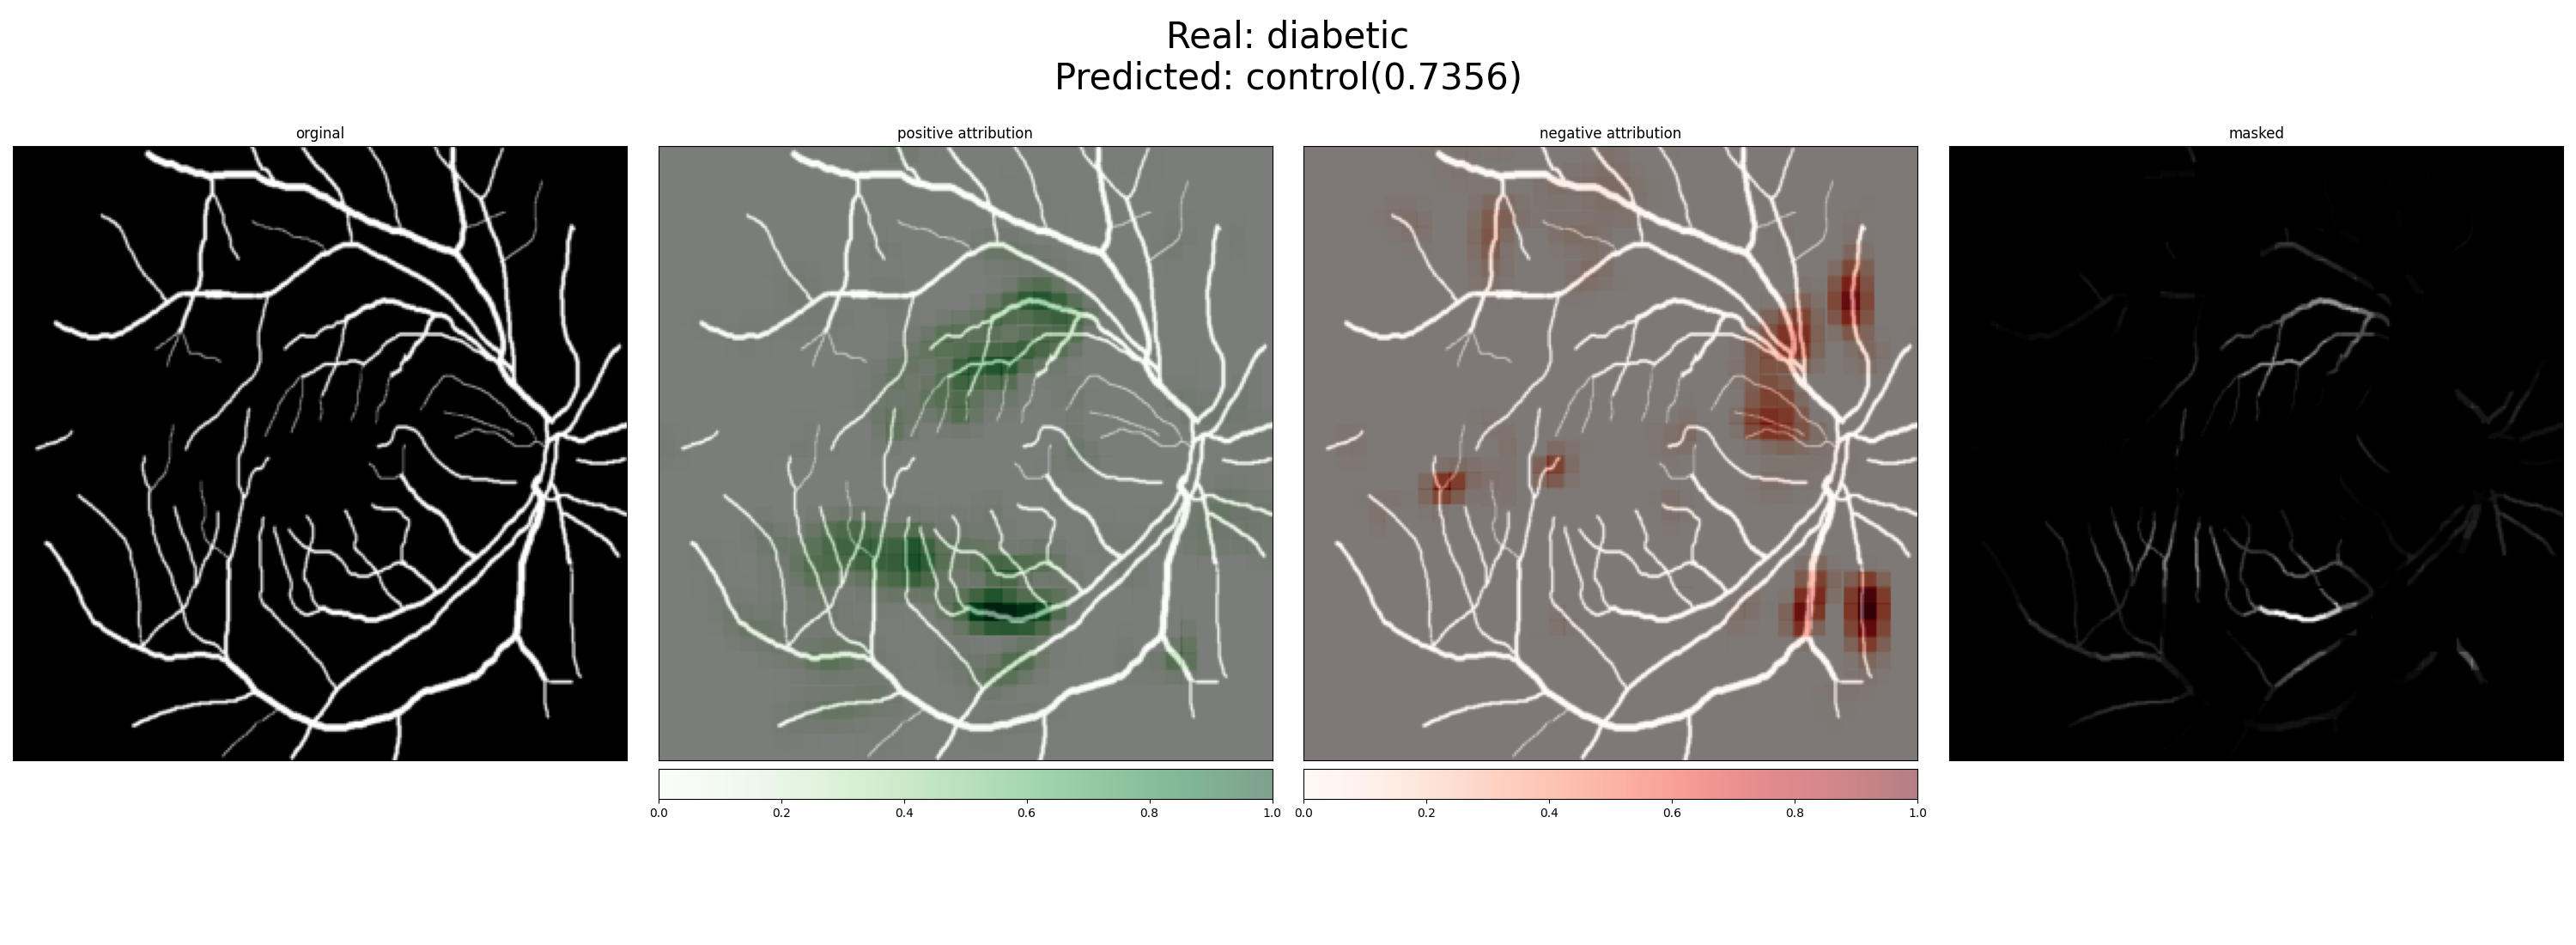 Real: diabetic
Predicted: control(0.7356)
orginal
positive attribution
negative attribution
masked
0.0 0.2 0.4 0.6 0.8 1.0
0.0 0.2 0.4 0.6 0.8 1.0